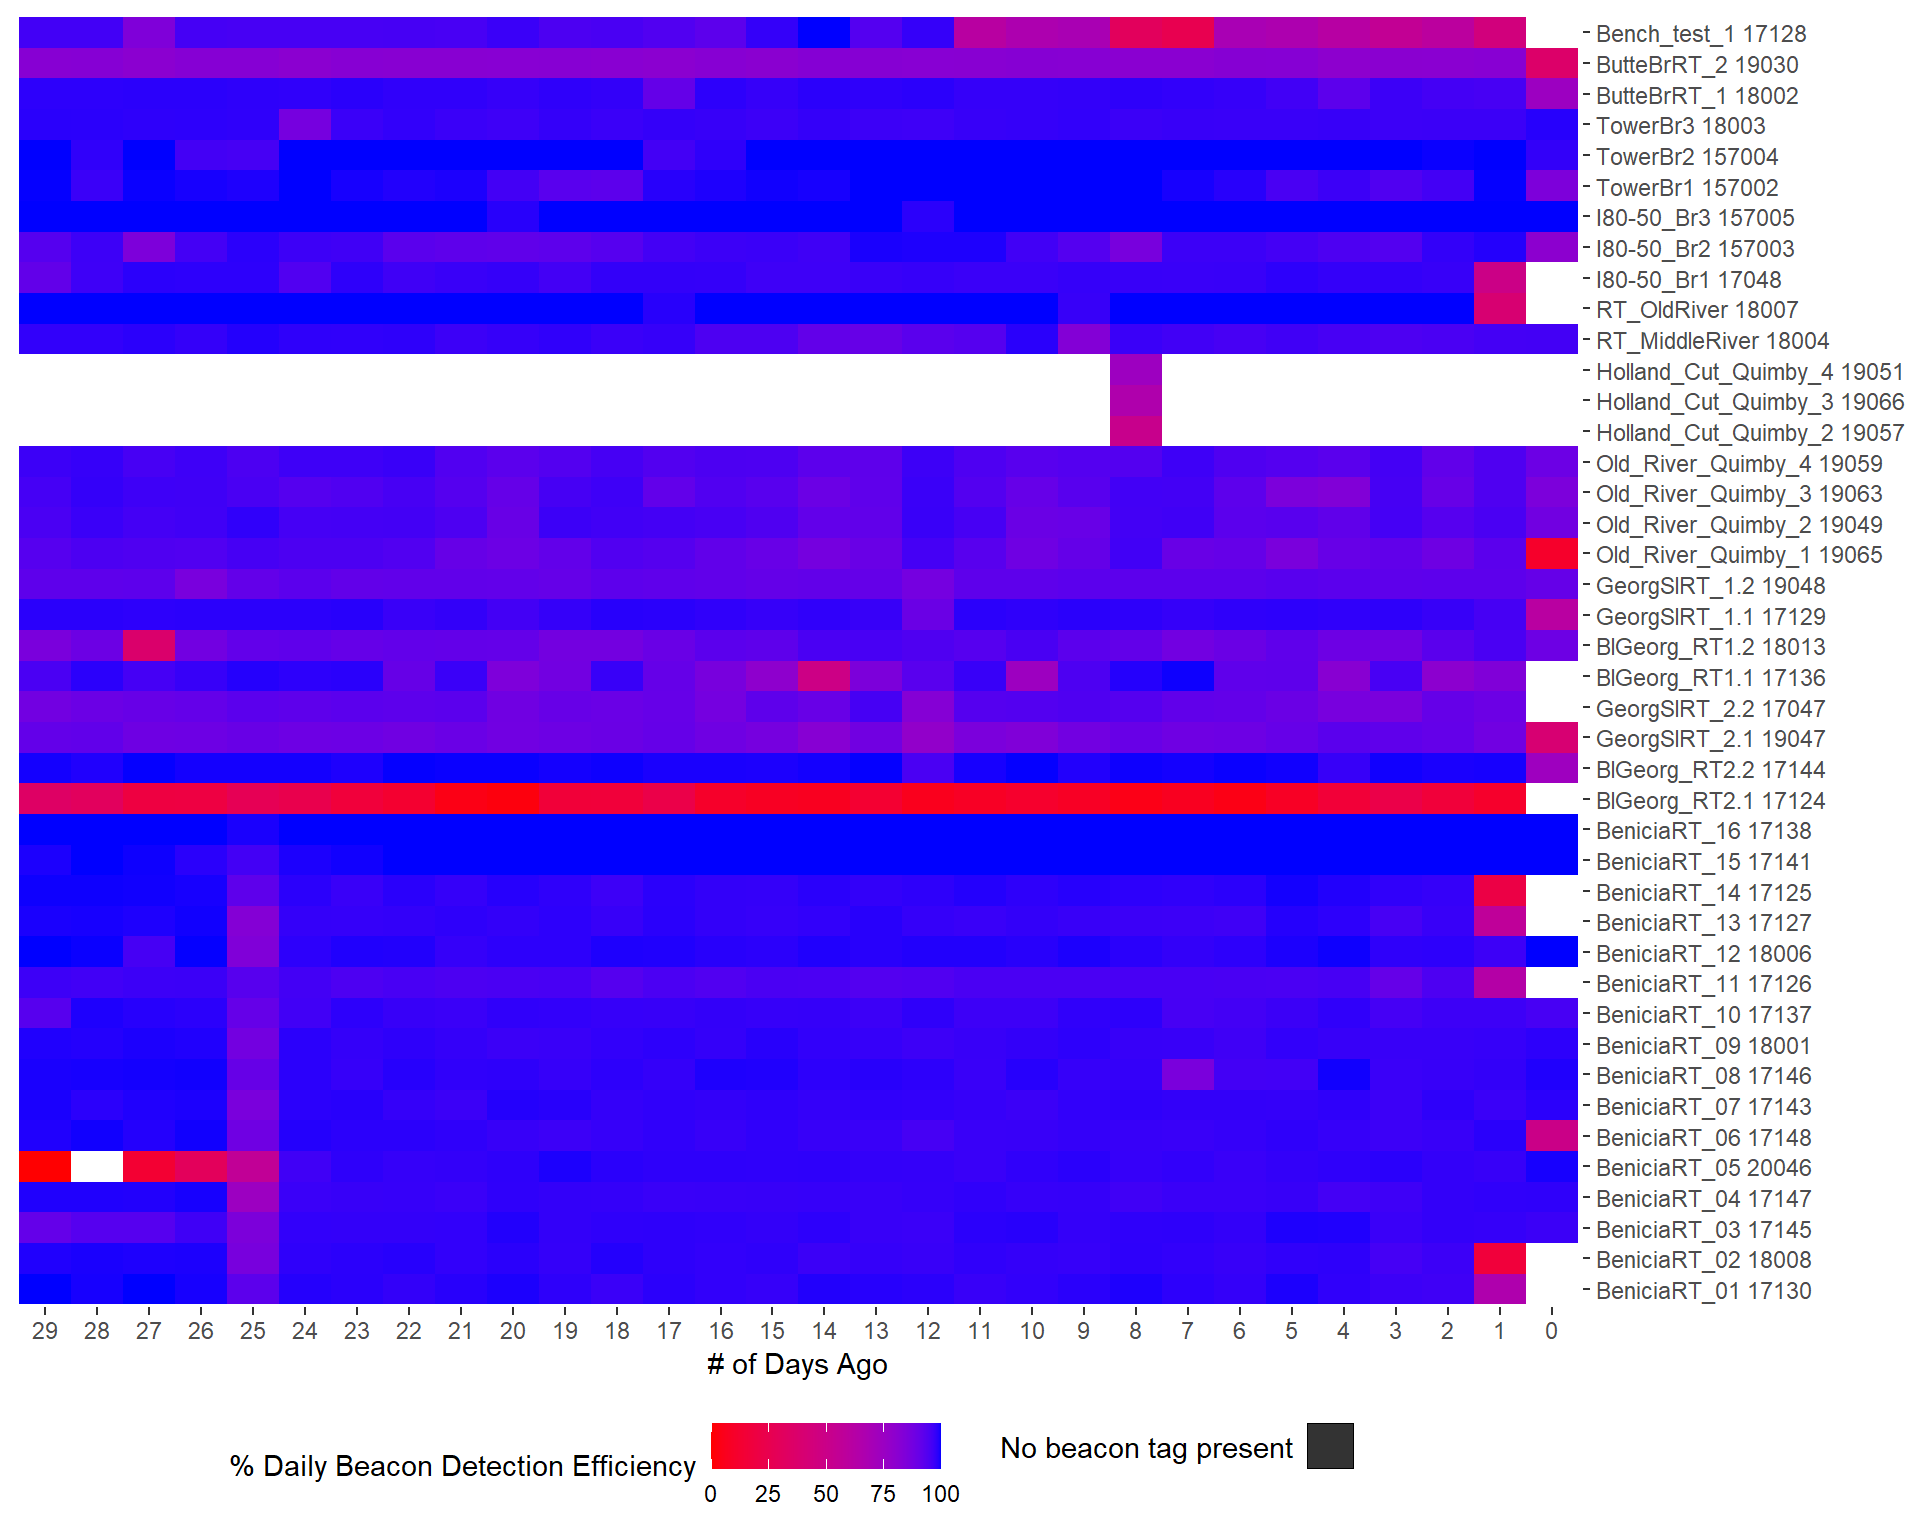 Bench_test_1 17128
ButteBrRT_2 19030
ButteBrRT_1 18002
TowerBr3 18003
TowerBr2 157004
TowerBr1 157002
I80-50_Br3 157005
I80-50_Br2 157003
I80-50_Br1 17048
RT_OldRiver 18007
RT_MiddleRiver 18004
Holland_Cut_Quimby_4 19051
Holland_Cut_Quimby_3 19066
Holland_Cut_Quimby_2 19057
Old_River_Quimby_4 19059
Old_River_Quimby_3 19063
Old_River_Quimby_2 19049
Old_River_Quimby_1 19065
GeorgSlRT_1.2 19048
GeorgSlRT_1.1 17129
BlGeorg_RT1.2 18013
BlGeorg_RT1.1 17136
GeorgSlRT_2.2 17047
GeorgSlRT_2.1 19047
BlGeorg_RT2.2 17144
BlGeorg_RT2.1 17124
BeniciaRT_16 17138
BeniciaRT_15 17141
BeniciaRT_14 17125
BeniciaRT_13 17127
BeniciaRT_12 18006
BeniciaRT_11 17126
BeniciaRT_10 17137
BeniciaRT_09 18001
BeniciaRT_08 17146
BeniciaRT_07 17143
BeniciaRT_06 17148
BeniciaRT_05 20046
BeniciaRT_04 17147
BeniciaRT_03 17145
BeniciaRT_02 18008
BeniciaRT_01 17130
29 28 27 26 25 24 23 22 21 20 19 18 17 16 15 14 13 12 11 10 9 8 7 6 5 4 3 2 1 0
# of Days Ago
% Daily Beacon Detection Efficiency
0 25 50 75 100
No beacon tag present